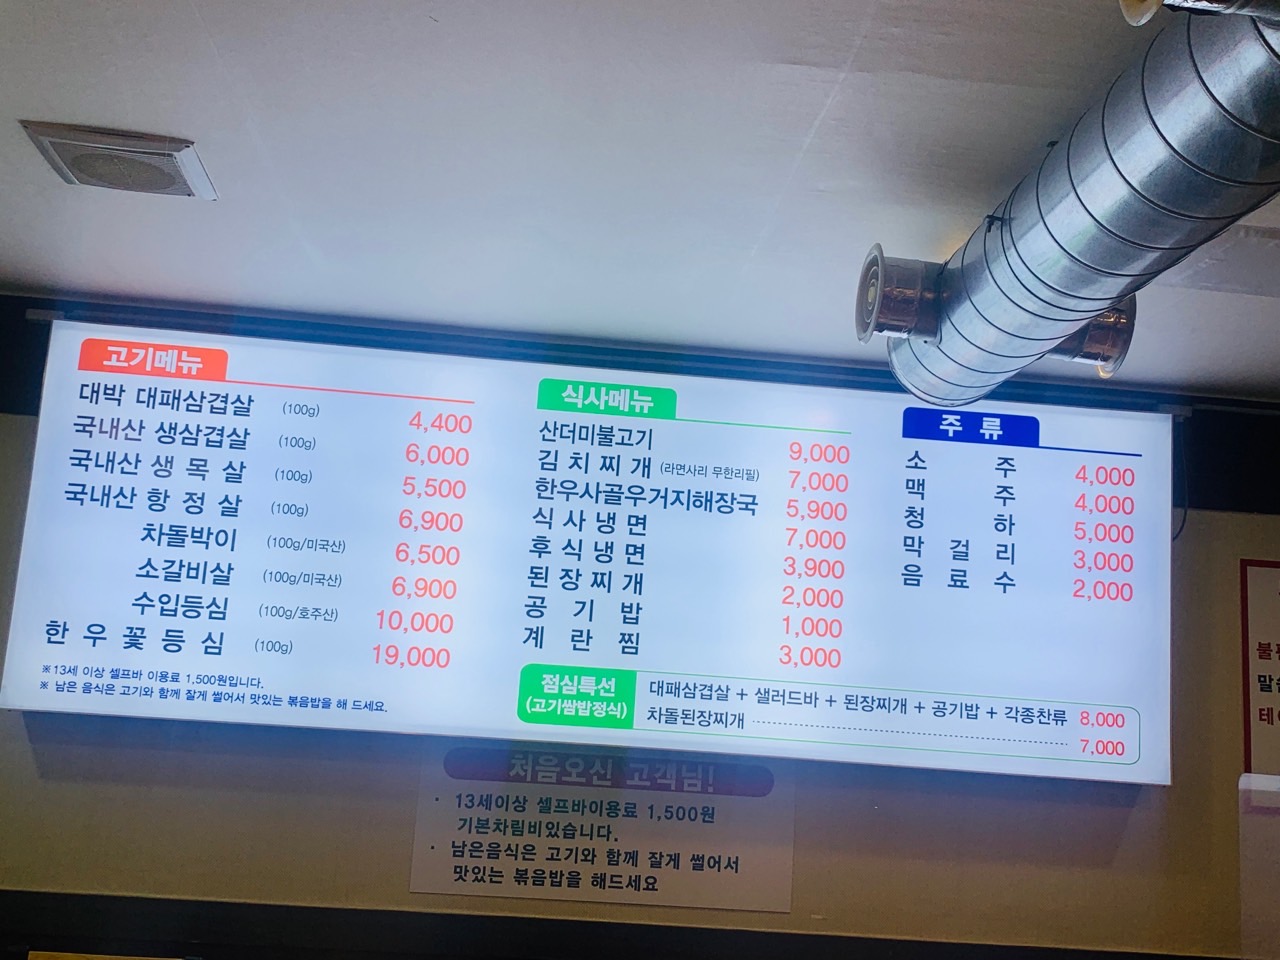 고기메뉴
대박 대패삼겹살 (100g) 4,400
국내산 생삼겹살 (100g) 6,000
국내산 생 목 살 (100g) 5,500
국내산 항 정 살 (100g) 6,900
차돌박이 (100g/미국산) 6,500
소갈비살 (100g/미국산) 6,900
수입등심 (100g/호주산) 10,000
한 우 꽃 등 심 (100g) 19,000
※13세 이상 셀프바 이용료 1,500원입니다.
※ 남은 음식은 고기와 함께 잘게 썰어서 맛있는 볶음밥을 해 드세요.
식사메뉴
산더미불고기 9,000
김 치 찌 개 (라면사리 무한리필) 7,000
한우사골우거지해장국 5,900
식 사 냉 면 7,000
후 식 냉 면 3,900
된 장 찌 개 2,000
공 기 밥 1,000
계 란 찜 3,000
주 류
소 주 4,000
맥 주 4,000
청 하 5,000
막 걸 리 3,000
음 료 수 2,000
점심특선
(고기쌈밥정식)
대패삼겹살 + 샐러드바 + 된장찌개 + 공기밥 + 각종찬류 8,000
차돌된장찌개 7,000
처음오신 고객님!
· 13세이상 셀프바이용료 1,500원
기본차림비있습니다.
· 남은음식은 고기와 함께 잘게 썰어서
맛있는 볶음밥을 해드세요